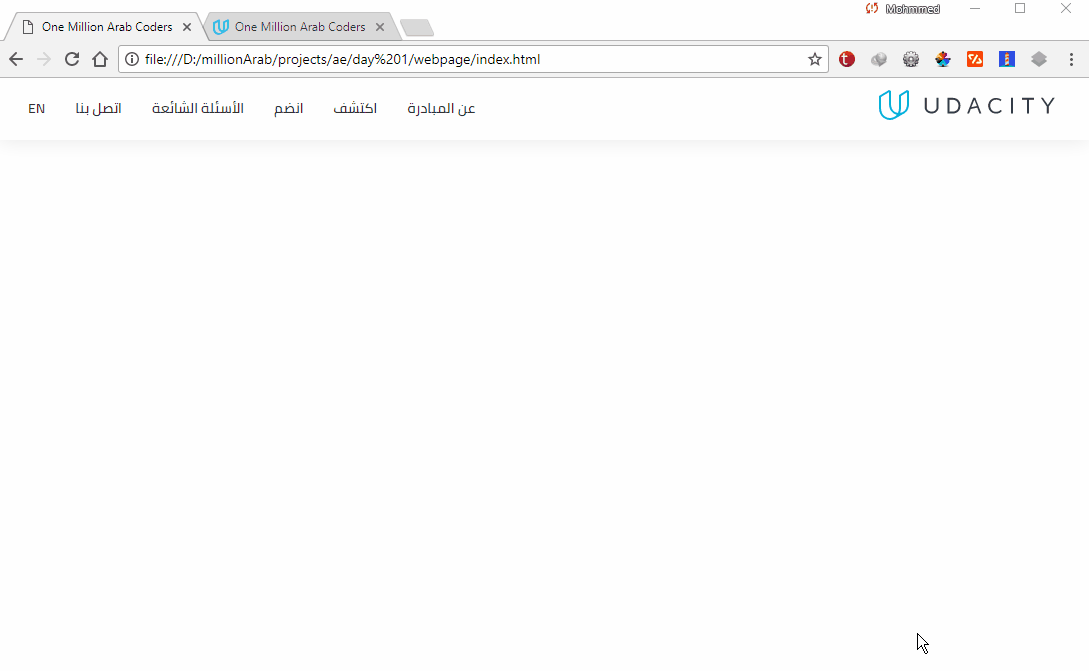 Mohmmed
One Million Arab Coders
One Million Arab Coders
file:///D:/millionArab/projects/ae/day%201/webpage/index.html
UDACITY
عن المبادرة
اكتشف
انضم
الأسئلة الشائعة
اتصل بنا
EN